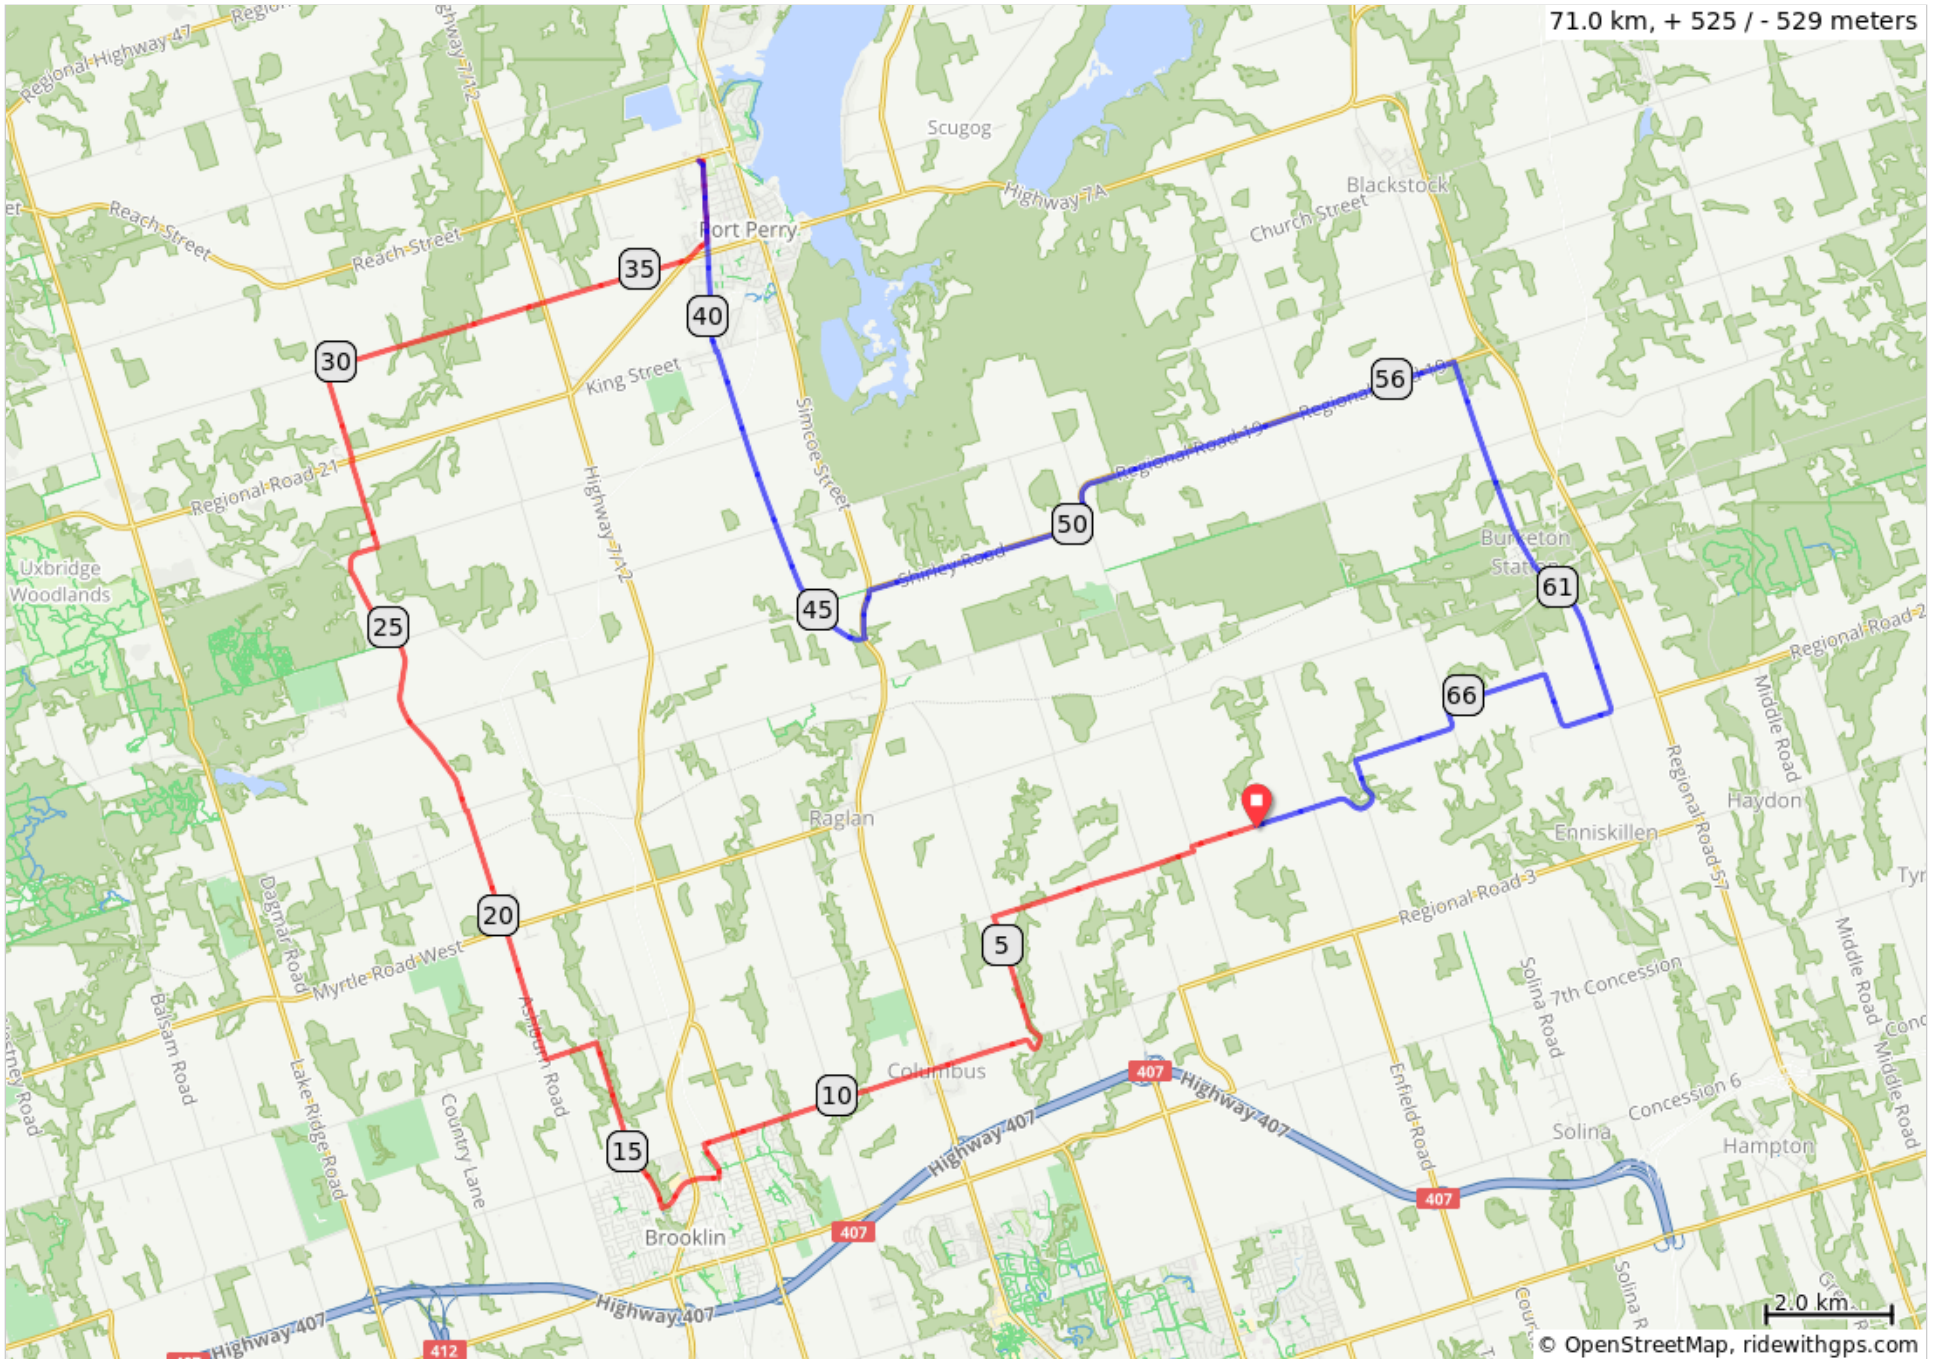 71.0 km, + 525 / - 529 meters
Regional Highway 47
Scugog
Blackstock
Highway 7A
Church Street
Reach Street
Reach Street
Port Perry
35
40
30
King Street
56
Simcoe Street
Regional Road 19
Regional Road 21
Highway 7/12
50
Shirley Road
Burketon
Station
Uxbridge
Woodlands
61
45
25
66
Middle Road
Regional Road 57
Haydon
Raglan
Enniskillen
Regional Road 3
Dagmar Road
20
Myrtle Road West
5
Solina Road
7th Concession
Middle Road
Balsam Road
Ashburn Road
Columbus
407
Highway 407
Lake Ridge Road
Country Lane
10
Enfield Road
Concession 6
Middle Road
Highway 407
Solina
Hampton
15
407
Brooklin
407
Highway 407
Highway 407
412
2.0 km
© OpenStreetMap, ridewithgps.com